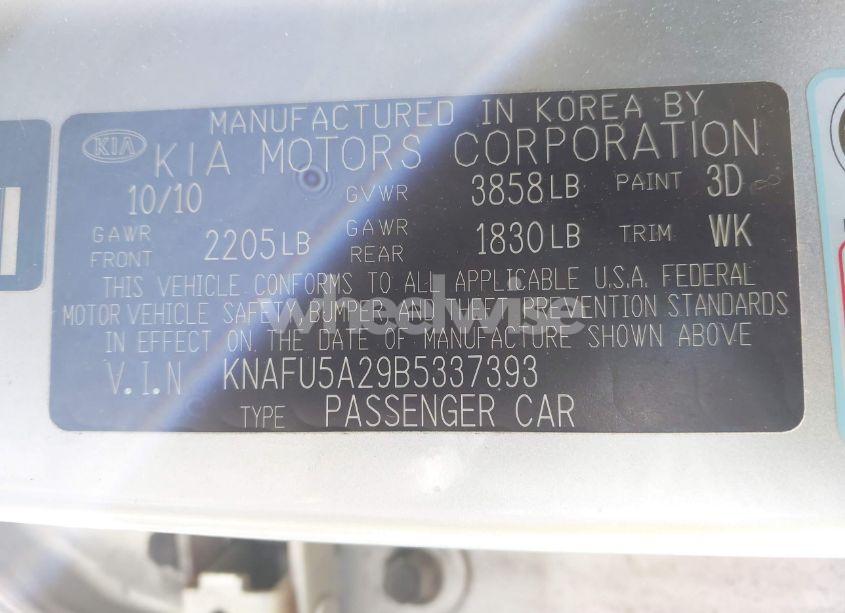 MANUFACTURED IN KOREA BY
KIA KIA MOTORS CORPORATION
10/10 GVWR 3858LB PAINT 3D
GAWR FRONT 2205LB GAWR REAR 1830LB TRIM WK
THIS VEHICLE CONFORMS TO ALL APPLICABLE U.S.A. FEDERAL
MOTOR VEHICLE SAFETY BUMPER AND THEFT PREVENTION STANDARDS
IN EFFECT ON THE DATE OF MANUFACTURE SHOWN ABOVE
V.I.N KNAFU5A29B5337393
TYPE PASSENGER CAR
wheelwise